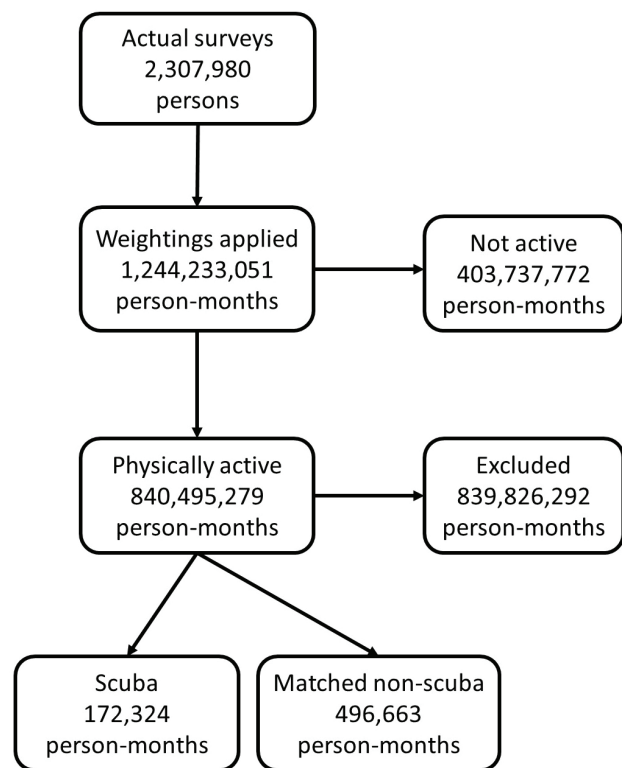 Actual surveys
2,307,980
persons
Weightings applied
1,244,233,051
person-months
Not active
403,737,772
person-months
Physically active
840,495,279
person-months
Excluded
839,826,292
person-months
Scuba
172,324
person-months
Matched non-scuba
496,663
person-months